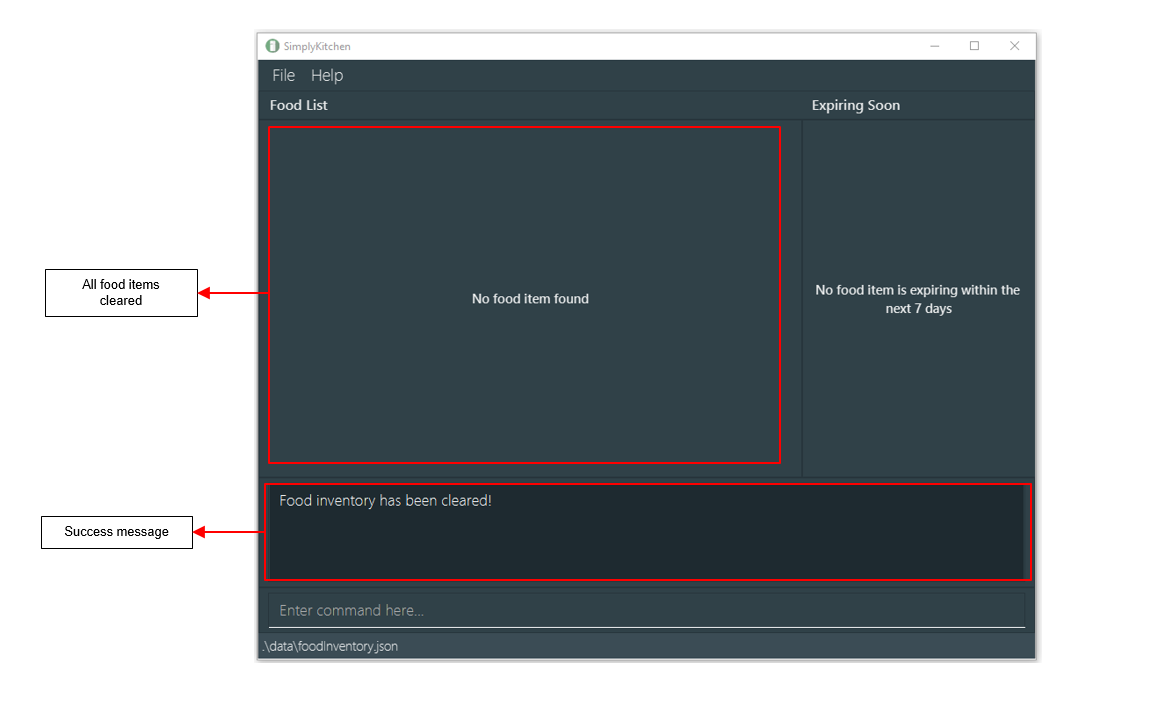 SimplyKitchen
File Help
Food List
Expiring Soon
All food items
cleared
No food item found
No food item is expiring within the
next 7 days
Food inventory has been cleared!
Success message
Enter command here...
.\data\foodInventory.json